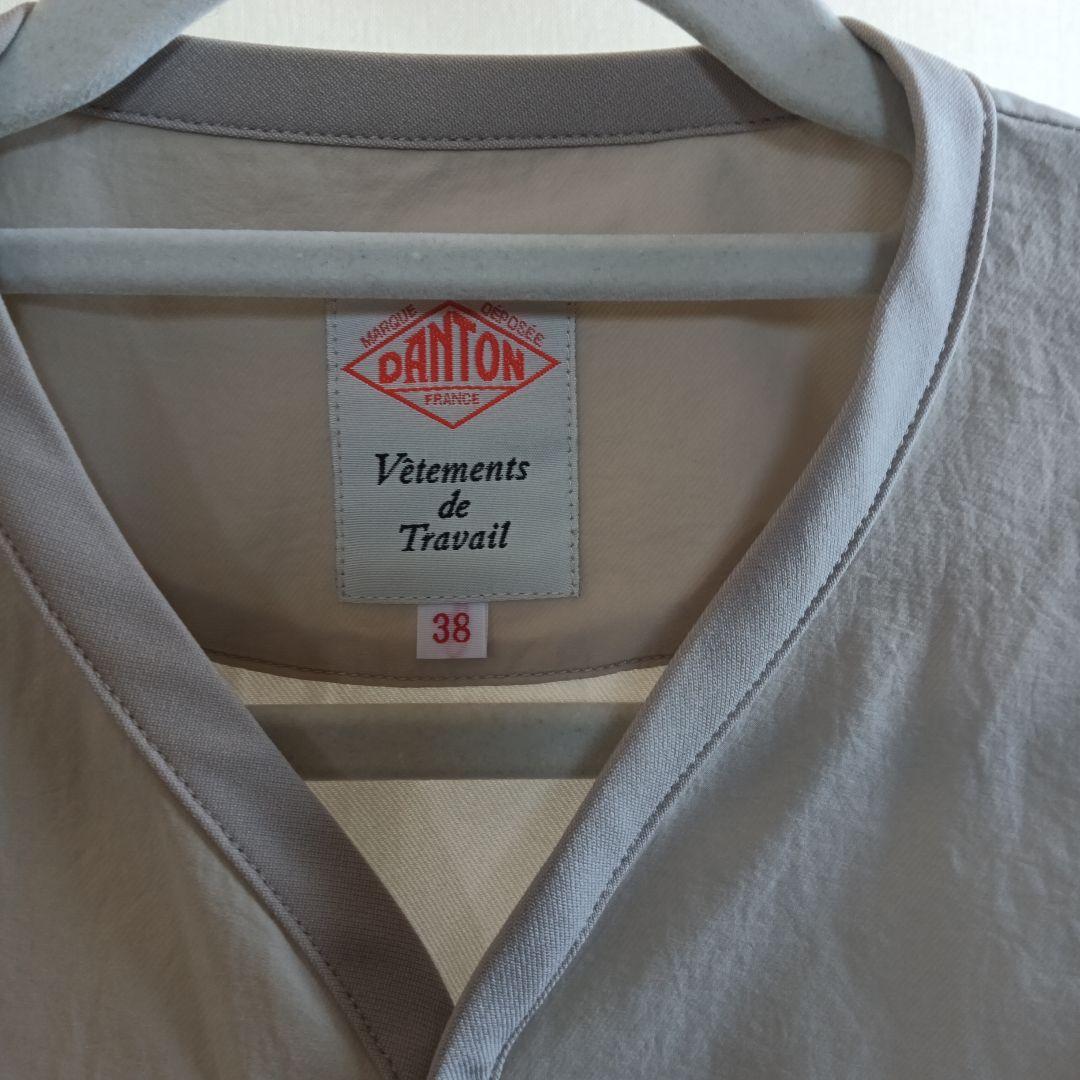 MARQUE DÉPOSÉE
DANTON
FRANCE
Vêtements
de
Travail
38